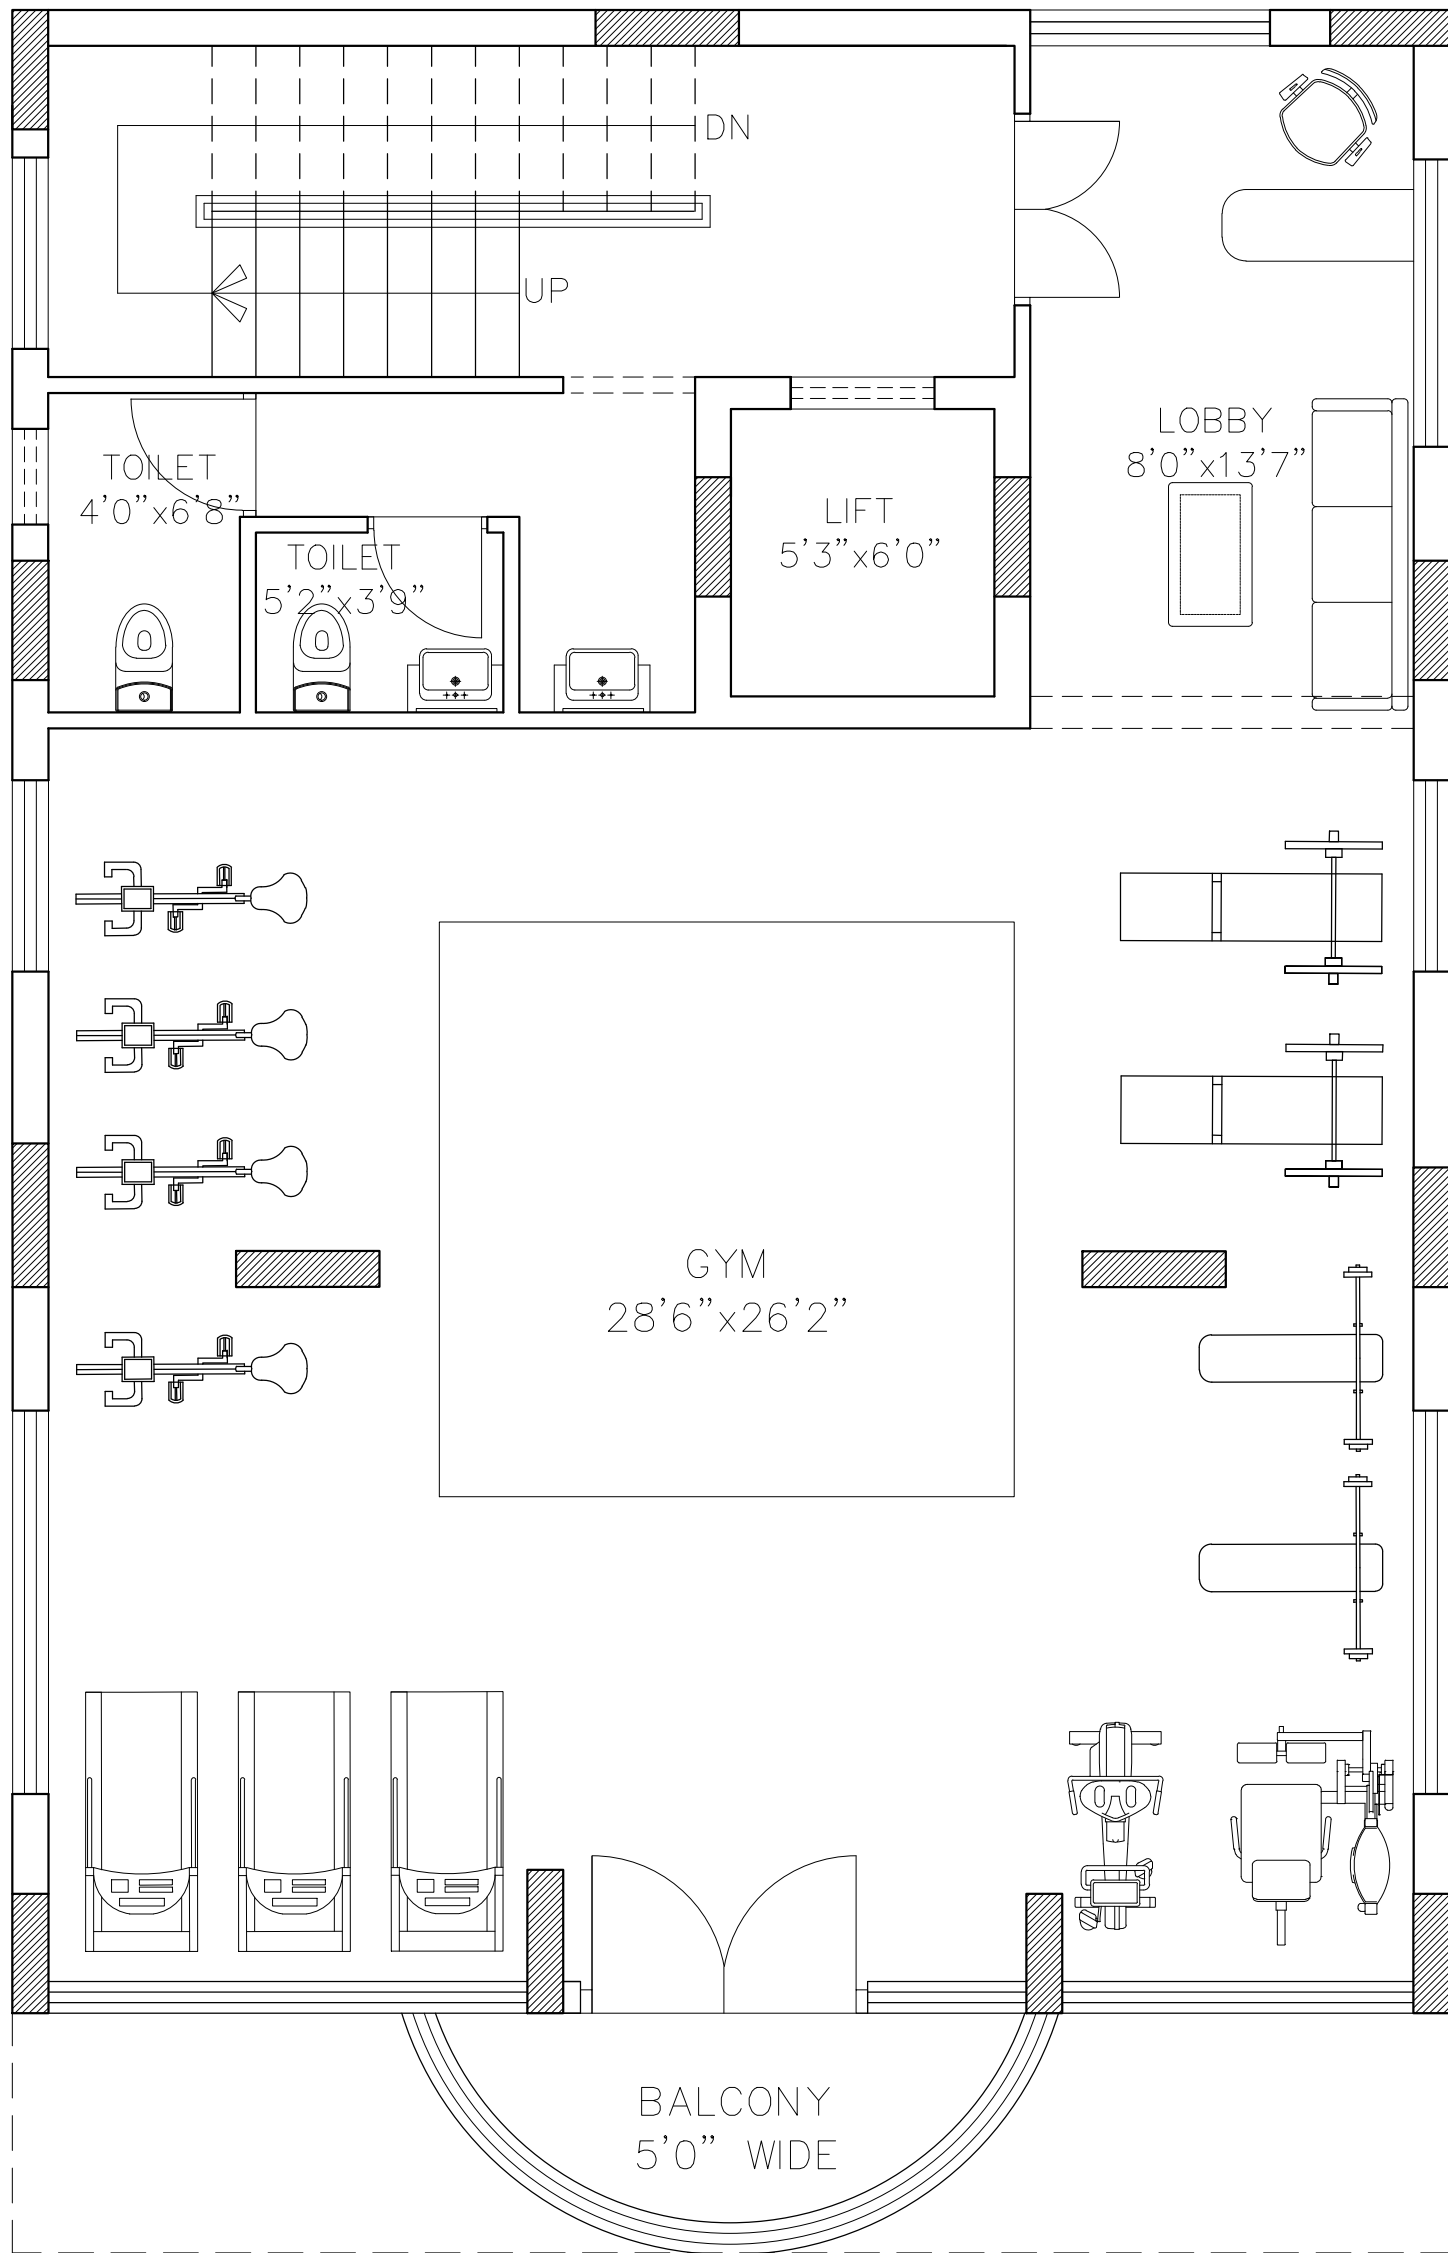 DN
UP
LOBBY
8’0”x13’7”
TOILET
4’0”x6’8”
LIFT
5’3”x6’0”
TOILET
5’2”x3’9”
GYM
28’6”x26’2”
BALCONY
5’0” WIDE